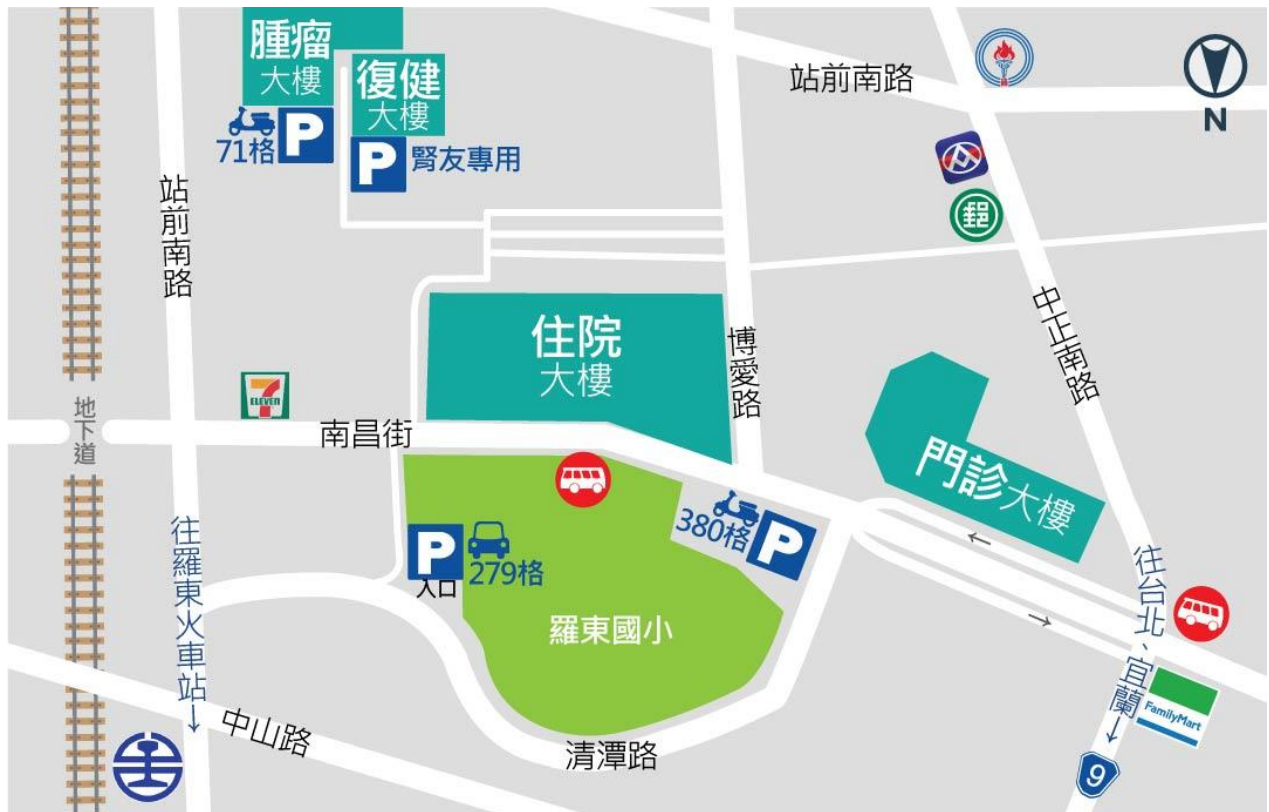 腫瘤
大樓
復健
大樓
71格
P
P
腎友專用
站前南路
N
站前南路
郵
中正南路
住院
大樓
博愛路
7
ELEVEN
地下道
南昌街
門診大樓
380格
P
P
279格
入口
羅東國小
←
→
往羅東火車站→
往台北、宜蘭→
FamilyMart
中山路
清潭路
9